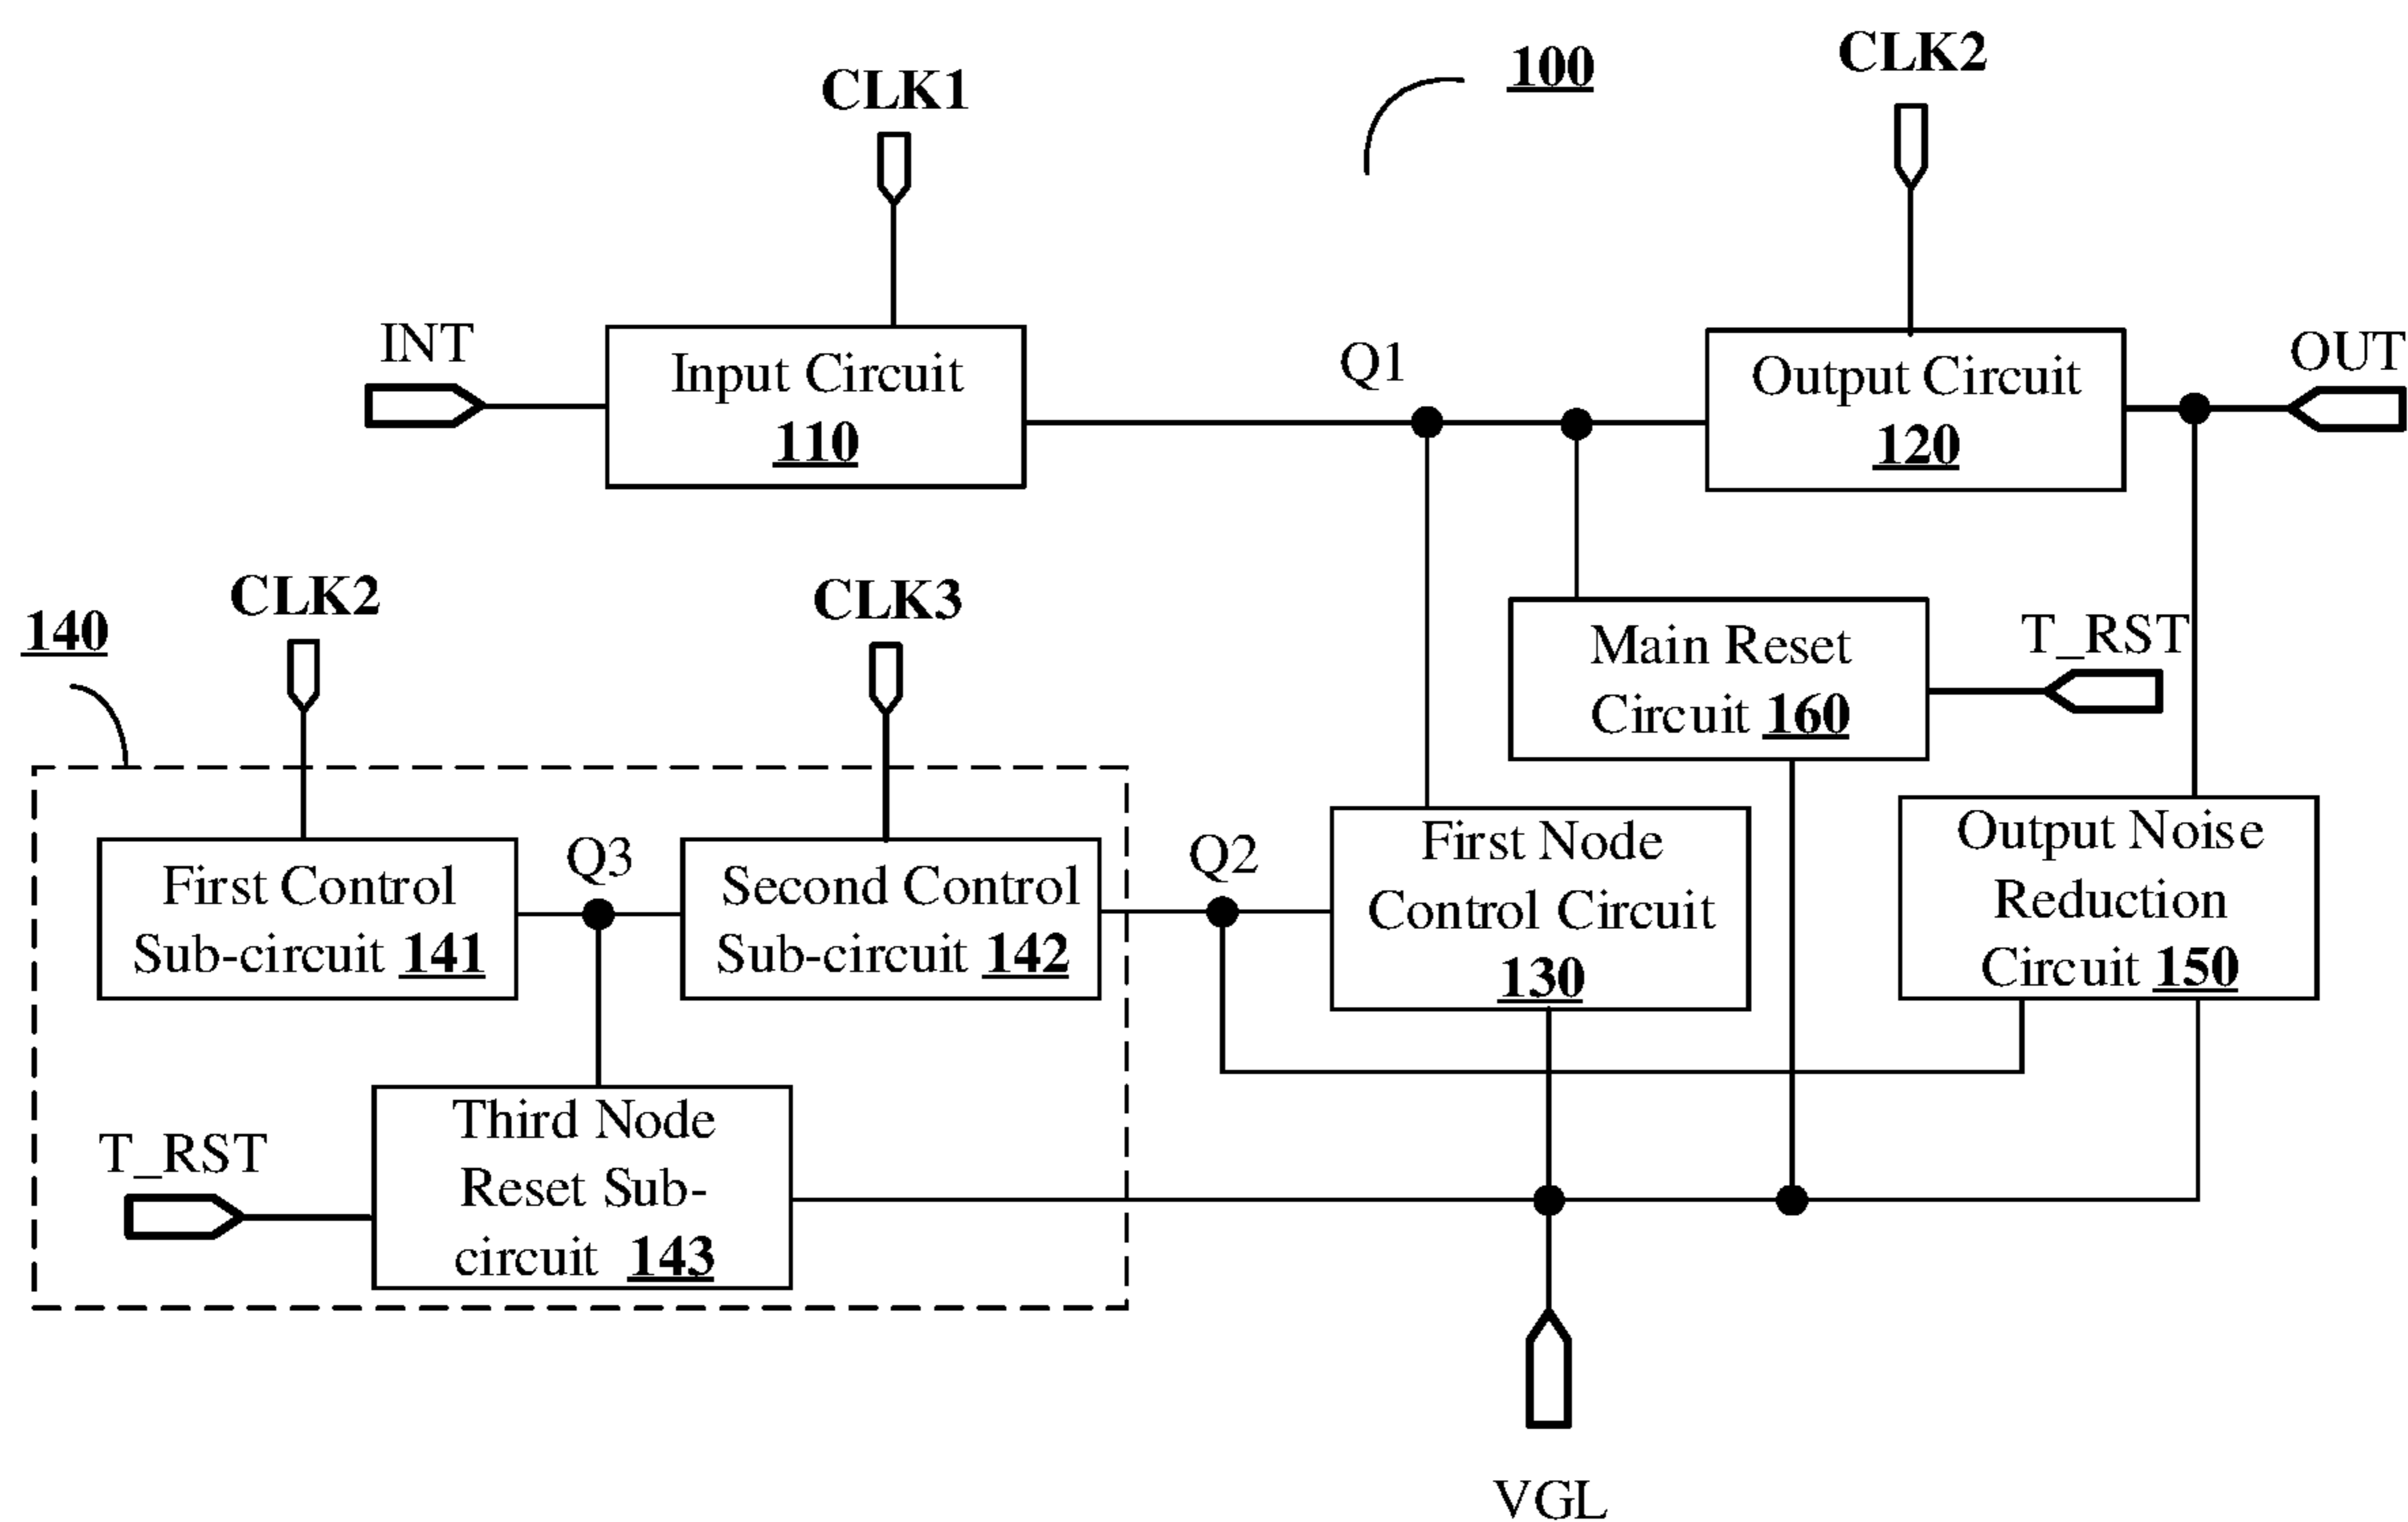 100
CLK2
CLK1
INT
Input Circuit
110
Q1
Output Circuit
120
OUT
140
CLK2
CLK3
Main Reset
Circuit 160
T_RST
First Control
Sub-circuit 141
Q3
Second Control
Sub-circuit 142
Q2
First Node
Control Circuit
130
Output Noise
Reduction
Circuit 150
T_RST
Third Node
Reset Sub-
circuit 143
VGL